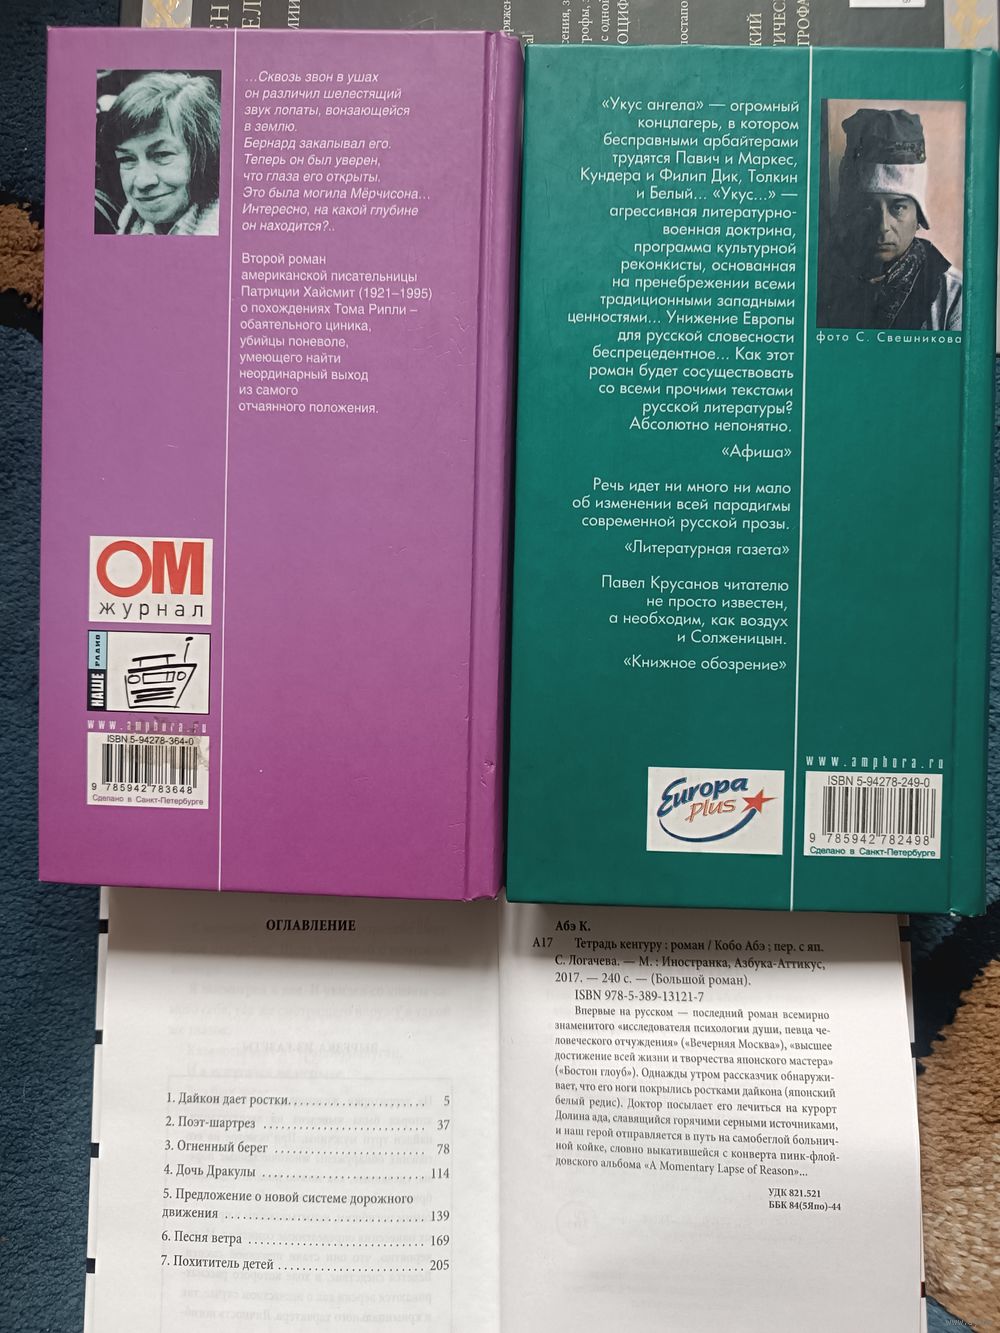 …Сквозь звон в ушах
он различил шелестящий
звук лопаты, вонзающейся
в землю.
Бернард закапывал его.
Теперь он был уверен,
что глаза его открыты.
Это была могила Мёрчисона…
Интересно, на какой глубине
он находится?..
Второй роман
американской писательницы
Патриции Хайсмит (1921–1995)
о похождениях Тома Рипли –
обаятельного циника,
убийцы поневоле,
умеющего найти
неординарный выход
из самого
отчаянного положения.
ОМ
журнал
НАШЕ РАДИО
www.amphora.ru
ISBN 5-94278-364-0
9 785942 783648
Сделано в Санкт-Петербурге
«Укус ангела» — огромный
концлагерь, в котором
бесправными арбайтерами
трудятся Павич и Маркес,
Кундера и Филип Дик, Толкин
и Белый... «Укус...» —
агрессивная литературно-
военная доктрина,
программа культурной
реконкисты, основанная
на пренебрежении всеми
традиционными западными
ценностями... Унижение Европы
для русской словесности
беспрецедентное... Как этот
роман будет сосуществовать
со всеми прочими текстами
русской литературы?
Абсолютно непонятно.
«Афиша»
Речь идет ни много ни мало
об изменении всей парадигмы
современной русской прозы.
«Литературная газета»
Павел Крусанов читателю
не просто известен,
а необходим, как воздух
и Солженицын.
«Книжное обозрение»
фото С. Свешникова
Europa
plus
www.amphora.ru
ISBN 5-94278-249-0
9 785942 782498
Сделано в Санкт-Петербурге
ОГЛАВЛЕНИЕ
1. Дайкон дает ростки. . . . . . . . . . . . . . . . . . . . . 5
2. Поэт-шартрез . . . . . . . . . . . . . . . . . . . . . . . . 37
3. Огненный берег . . . . . . . . . . . . . . . . . . . . . . 78
4. Дочь Дракулы . . . . . . . . . . . . . . . . . . . . . . . 114
5. Предложение о новой системе дорожного
движения . . . . . . . . . . . . . . . . . . . . . . . . . . . 139
6. Песня ветра . . . . . . . . . . . . . . . . . . . . . . . . 169
7. Похититель детей . . . . . . . . . . . . . . . . . . . . 205
Абэ К.
А17 Тетрадь кенгуру : роман / Кобо Абэ ; пер. с яп.
С. Логачева. — М. : Иностранка, Азбука-Аттикус,
2017. — 240 с. — (Большой роман).
ISBN 978-5-389-13121-7
Впервые на русском — последний роман всемирно
знаменитого «исследователя психологии души, певца че-
ловеческого отчуждения» («Вечерняя Москва»), «высшее
достижение всей жизни и творчества японского мастера»
(«Бостон глоуб»). Однажды утром рассказчик обнаружи-
вает, что его ноги покрылись ростками дайкона (японский
белый редис). Доктор посылает его лечиться на курорт
Долина ада, славящийся горячими серными источниками,
и наш герой отправляется в путь на самобеглой больнич-
ной койке, словно выкатившейся с конверта пинк-флой-
довского альбома «A Momentary Lapse of Reason»...
УДК 821.521
ББК 84(5Япо)-44